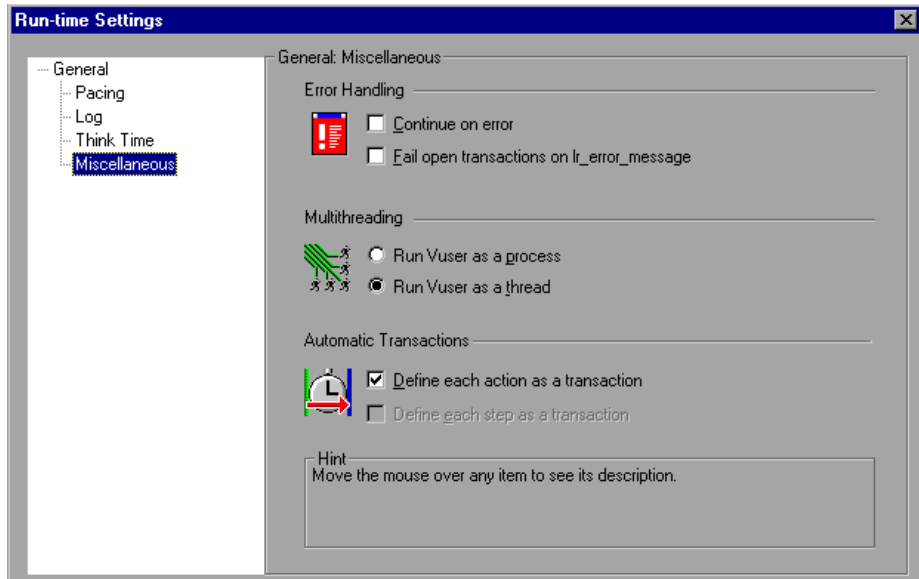 Run-time Settings
General
Pacing
Log
Think Time
Miscellaneous
General: Miscellaneous
Error Handling
Continue on error
Fail open transactions on lr_error_message
Multithreading
Run Vuser as a process
Run Vuser as a thread
Automatic Transactions
Define each action as a transaction
Define each step as a transaction
Hint
Move the mouse over any item to see its description.